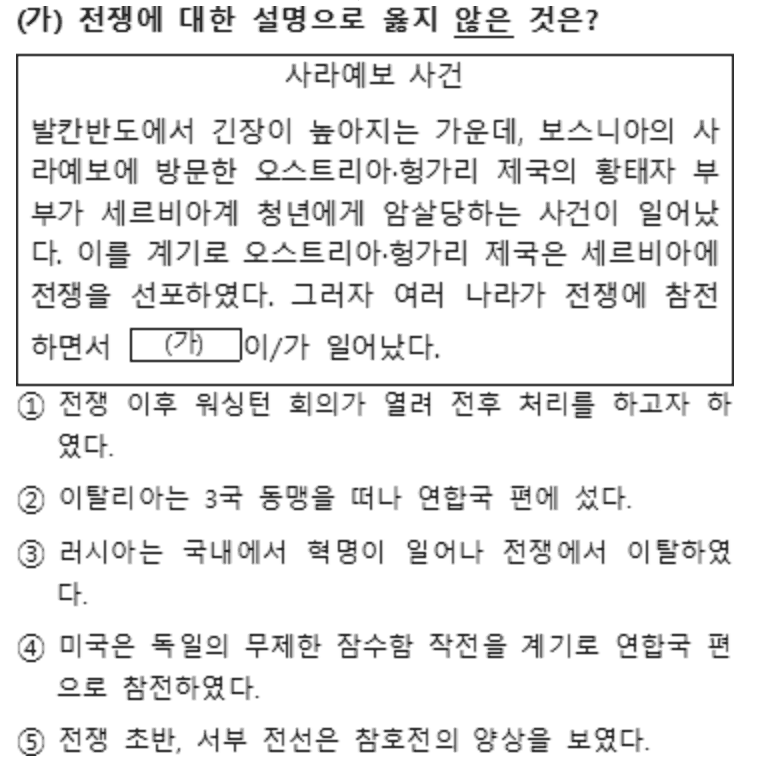 (가) 전쟁에 대한 설명으로 옳지 않은 것은?
사라예보 사건
발칸반도에서 긴장이 높아지는 가운데, 보스니아의 사
라예보에 방문한 오스트리아·헝가리 제국의 황태자 부
부가 세르비아계 청년에게 암살당하는 사건이 일어났
다. 이를 계기로 오스트리아·헝가리 제국은 세르비아에
전쟁을 선포하였다. 그러자 여러 나라가 전쟁에 참전
하면서 (가) 이/가 일어났다.
① 전쟁 이후 워싱턴 회의가 열려 전후 처리를 하고자 하
였다.
② 이탈리아는 3국 동맹을 떠나 연합국 편에 섰다.
③ 러시아는 국내에서 혁명이 일어나 전쟁에서 이탈하였
다.
④ 미국은 독일의 무제한 잠수함 작전을 계기로 연합국 편
으로 참전하였다.
⑤ 전쟁 초반, 서부 전선은 참호전의 양상을 보였다.